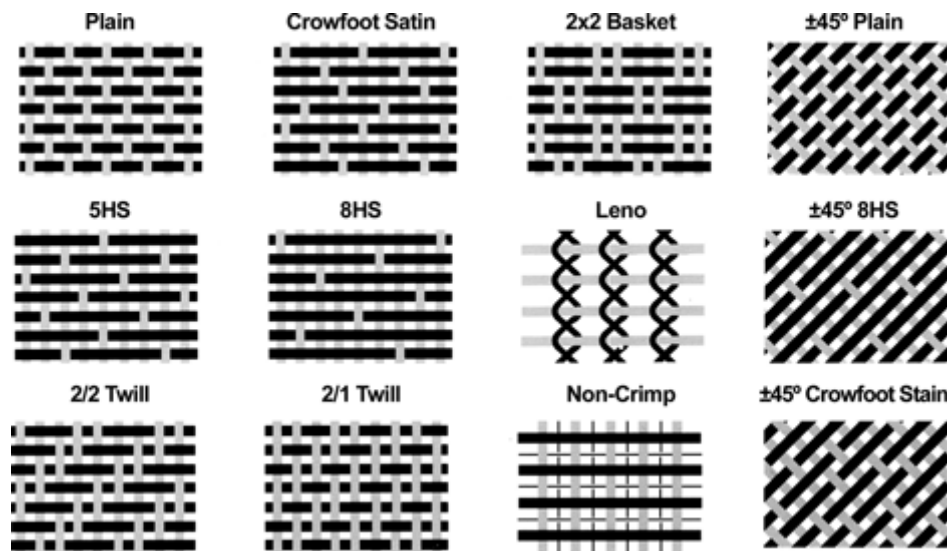 Plain
Crowfoot Satin
2x2 Basket
±45º Plain
5HS
8HS
Leno
±45º 8HS
2/2 Twill
2/1 Twill
Non-Crimp
±45º Crowfoot Stain